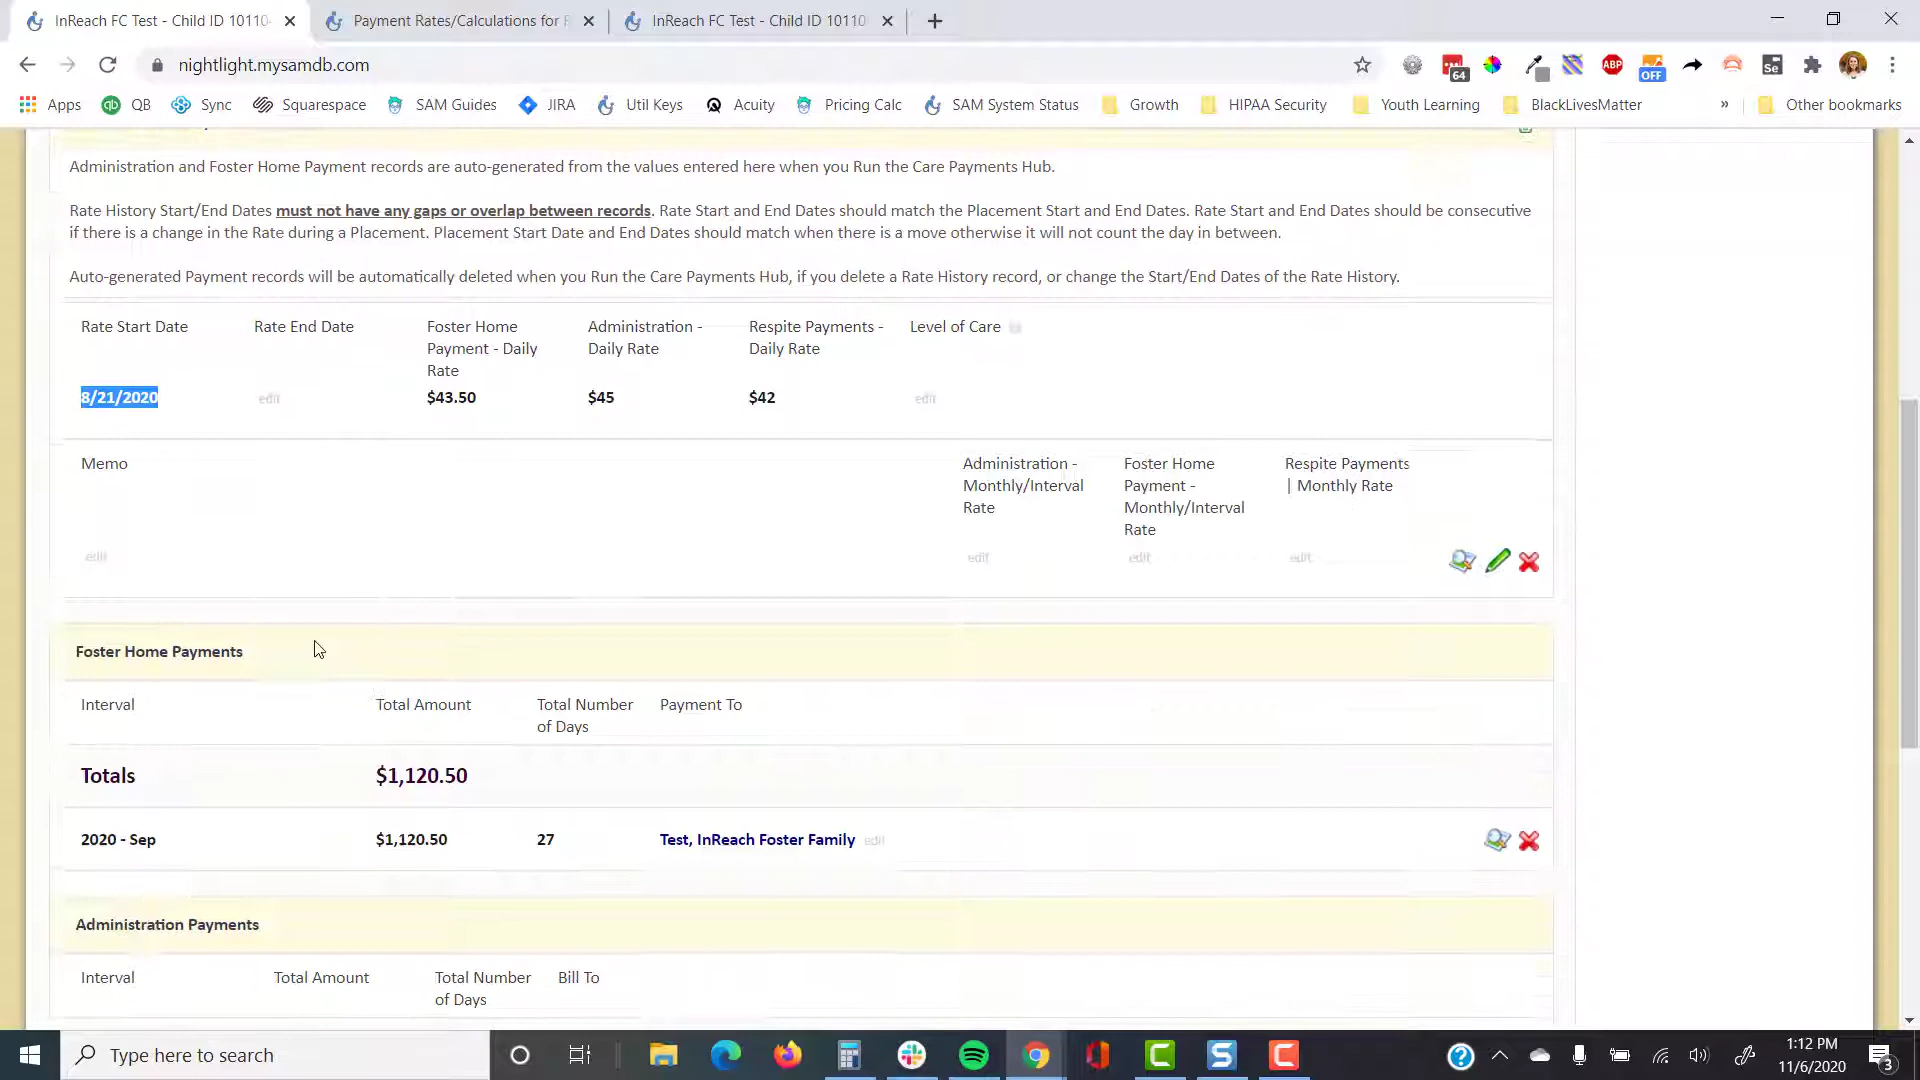 InReach FC Test - Child ID 10110
Payment Rates/Calculations for
InReach FC Test - Child ID 10110
nightlight.mysamdb.com
64
ABP
OFF
Se
Apps
QB
Sync
Squarespace
SAM Guides
JIRA
Util Keys
Acuity
Pricing Calc
SAM System Status
Growth
HIPAA Security
Youth Learning
BlackLivesMatter
»
Other bookmarks
Administration and Foster Home Payment records are auto-generated from the values entered here when you Run the Care Payments Hub.
Rate History Start/End Dates must not have any gaps or overlap between records. Rate Start and End Dates should match the Placement Start and End Dates. Rate Start and End Dates should be consecutive
if there is a change in the Rate during a Placement. Placement Start Date and End Dates should match when there is a move otherwise it will not count the day in between.
Auto-generated Payment records will be automatically deleted when you Run the Care Payments Hub, if you delete a Rate History record, or change the Start/End Dates of the Rate History.
Rate Start Date
Rate End Date
Foster Home
Payment - Daily
Rate
Administration -
Daily Rate
Respite Payments -
Daily Rate
Level of Care
8/21/2020
edit
$43.50
$45
$42
edit
Memo
Administration -
Monthly/Interval
Rate
Foster Home
Payment -
Monthly/Interval
Rate
Respite Payments
| Monthly Rate
edit
edit
edit
edit
Foster Home Payments
Interval
Total Amount
Total Number
of Days
Payment To
Totals
$1,120.50
2020 - Sep
$1,120.50
27
Test, InReach Foster Family
edit
Administration Payments
Interval
Total Amount
Total Number
of Days
Bill To
Type here to search
1:12 PM
11/6/2020
3